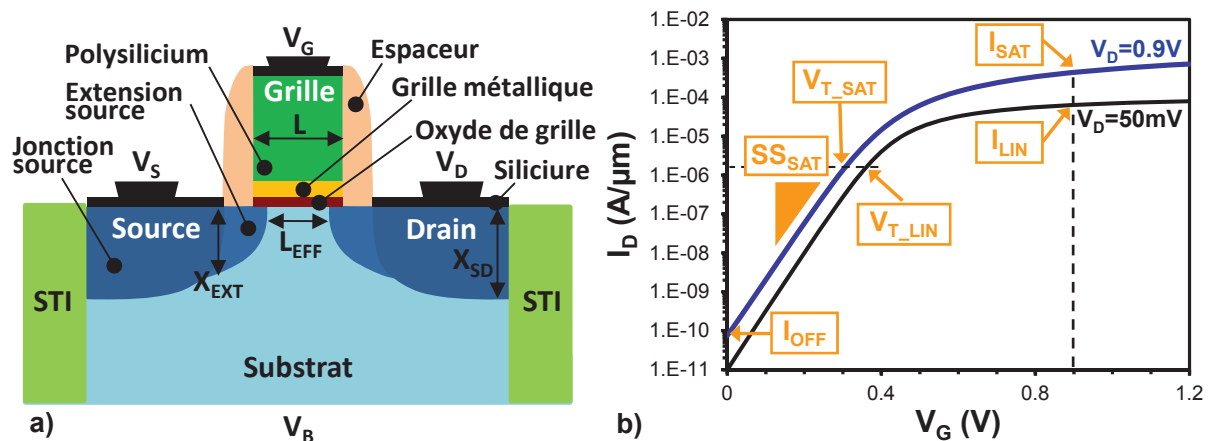 V_G
Polysilicium
Espaceur
Extension source
Grille
Grille métallique
L
Oxyde de grille
Jonction source
V_S
V_D
Siliciure
Source
L_EFF
Drain
X_EXT
X_SD
STI
STI
Substrat
a)
V_B
1.E-02
1.E-03
1.E-04
1.E-05
1.E-06
1.E-07
1.E-08
1.E-09
1.E-10
1.E-11
I_D (A/µm)
I_SAT
V_D=0.9V
V_T_SAT
SS_SAT
I_LIN
V_D=50mV
V_T_LIN
I_OFF
0
0.4
0.8
1.2
b)
V_G (V)